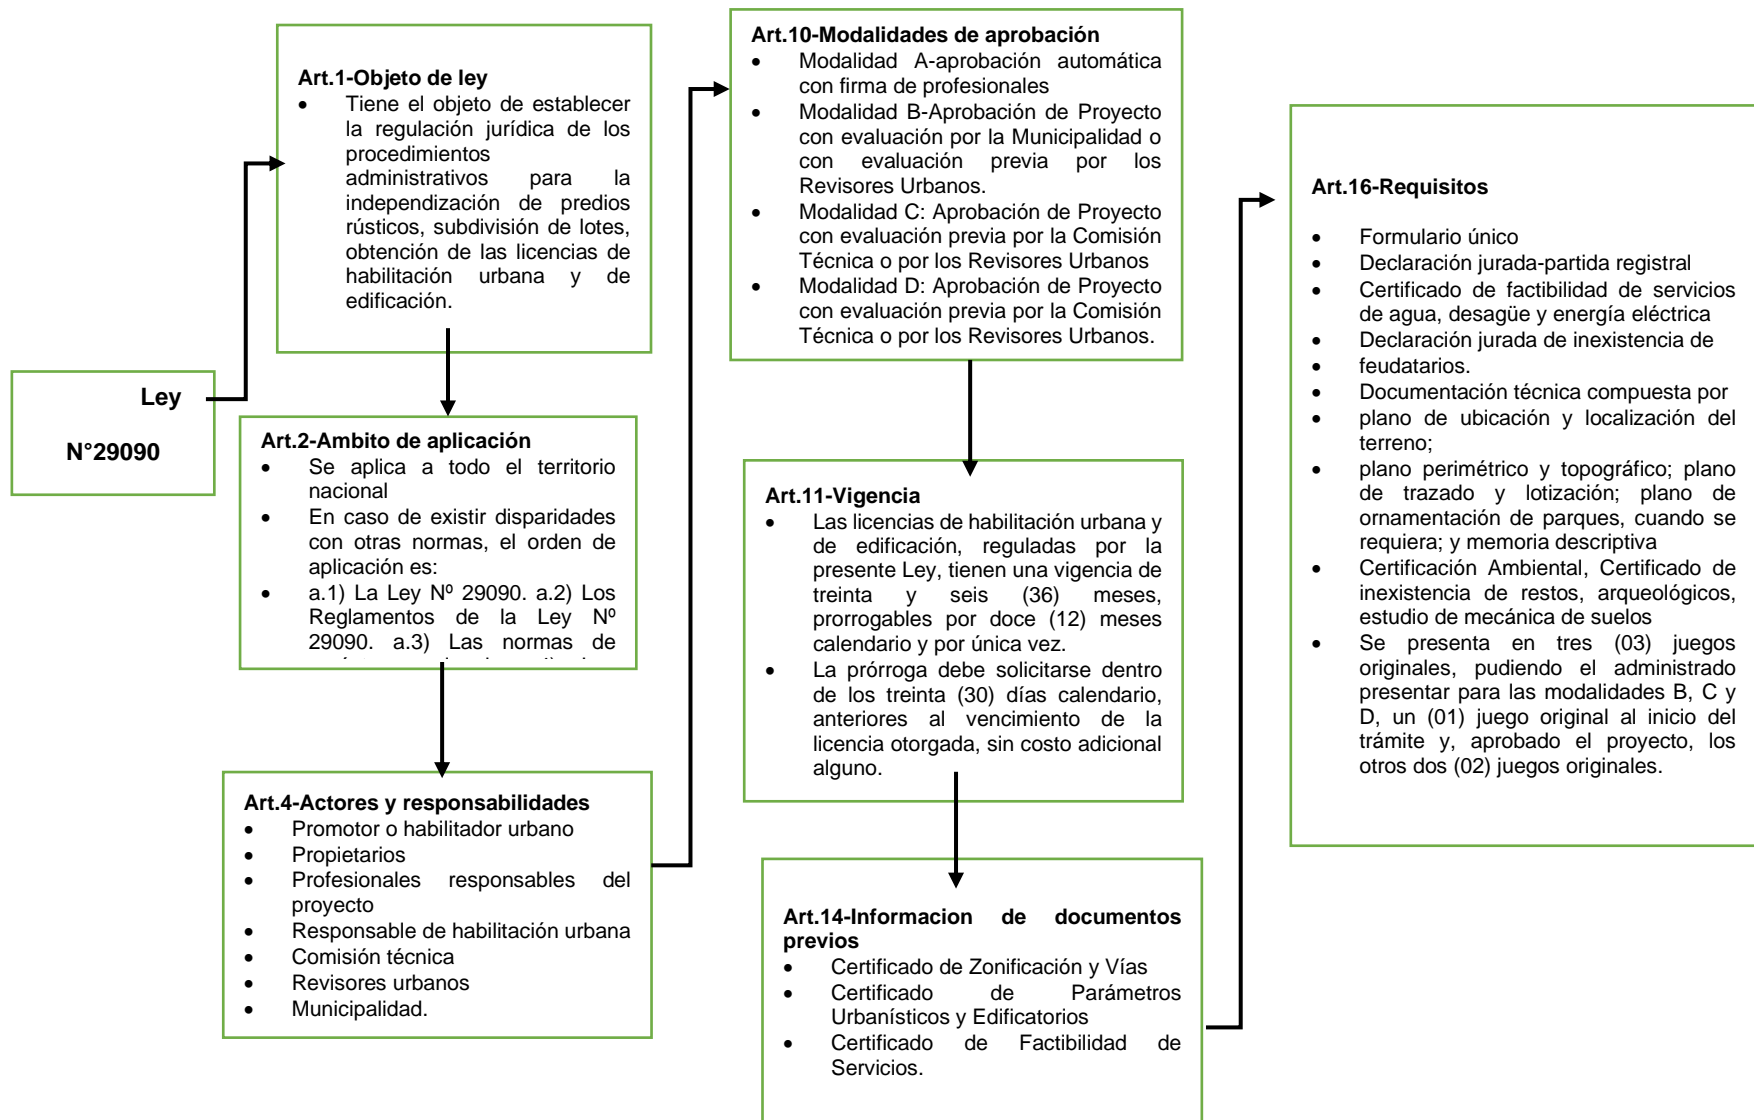 Ley
N°29090
Art.1-Objeto de ley
• Tiene el objeto de establecer
la regulación jurídica de los
procedimientos
administrativos para la
independización de predios
rústicos, subdivisión de lotes,
obtención de las licencias de
habilitación urbana y de
edificación.
Art.2-Ambito de aplicación
• Se aplica a todo el territorio
nacional
• En caso de existir disparidades
con otras normas, el orden de
aplicación es:
• a.1) La Ley Nº 29090. a.2) Los
Reglamentos de la Ley Nº
29090. a.3) Las normas de
Art.4-Actores y responsabilidades
• Promotor o habilitador urbano
• Propietarios
• Profesionales responsables del
proyecto
• Responsable de habilitación urbana
• Comisión técnica
• Revisores urbanos
• Municipalidad.
Art.10-Modalidades de aprobación
• Modalidad A-aprobación automática
con firma de profesionales
• Modalidad B-Aprobación de Proyecto
con evaluación por la Municipalidad o
con evaluación previa por los
Revisores Urbanos.
• Modalidad C: Aprobación de Proyecto
con evaluación previa por la Comisión
Técnica o por los Revisores Urbanos
• Modalidad D: Aprobación de Proyecto
con evaluación previa por la Comisión
Técnica o por los Revisores Urbanos.
Art.11-Vigencia
• Las licencias de habilitación urbana y
de edificación, reguladas por la
presente Ley, tienen una vigencia de
treinta y seis (36) meses,
prorrogables por doce (12) meses
calendario y por única vez.
• La prórroga debe solicitarse dentro
de los treinta (30) días calendario,
anteriores al vencimiento de la
licencia otorgada, sin costo adicional
alguno.
Art.14-Informacion de documentos
previos
• Certificado de Zonificación y Vías
• Certificado de Parámetros
Urbanísticos y Edificatorios
• Certificado de Factibilidad de
Servicios.
Art.16-Requisitos
• Formulario único
• Declaración jurada-partida registral
• Certificado de factibilidad de servicios
de agua, desagüe y energía eléctrica
• Declaración jurada de inexistencia de
• feudatarios.
• Documentación técnica compuesta por
• plano de ubicación y localización del
terreno;
• plano perimétrico y topográfico; plano
de trazado y lotización; plano de
ornamentación de parques, cuando se
requiera; y memoria descriptiva
• Certificación Ambiental, Certificado de
inexistencia de restos, arqueológicos,
estudio de mecánica de suelos
• Se presenta en tres (03) juegos
originales, pudiendo el administrado
presentar para las modalidades B, C y
D, un (01) juego original al inicio del
trámite y, aprobado el proyecto, los
otros dos (02) juegos originales.